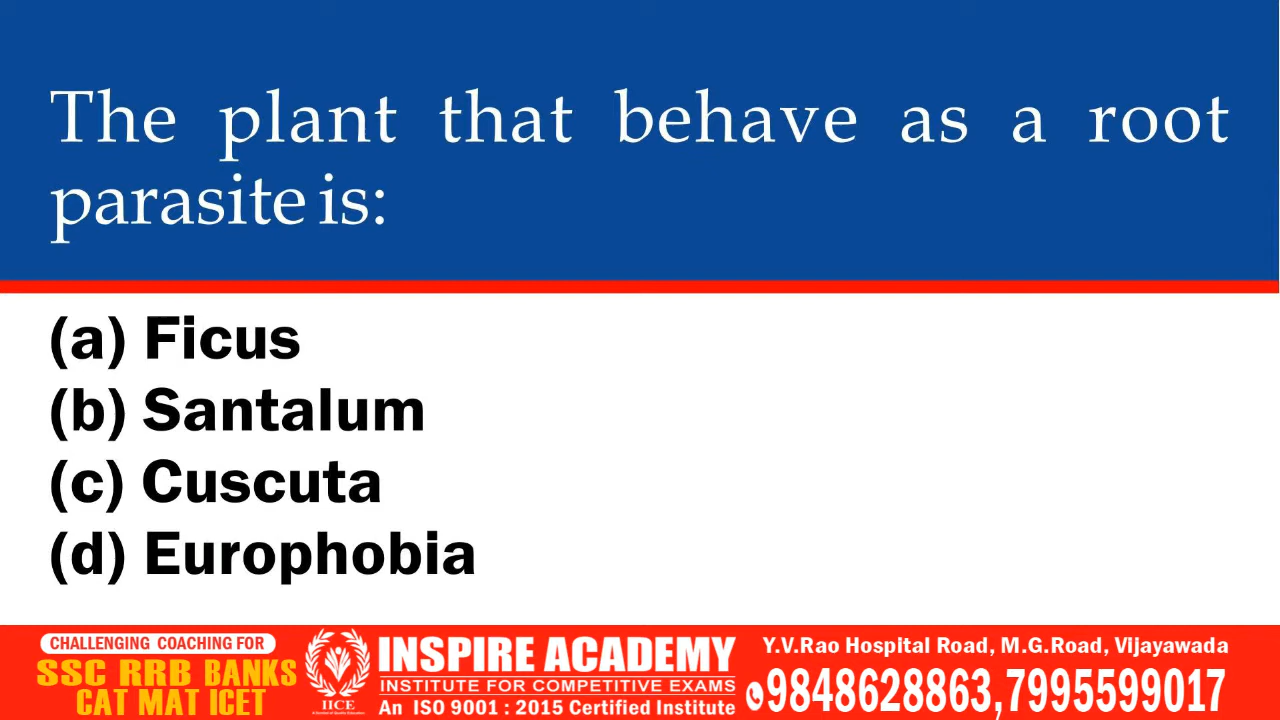 The plant that behave as a root
parasite is:
(a) Ficus
(b) Santalum
(c) Cuscuta
(d) Europhobia
CHALLENGING COACHING FOR
SSC RRB BANKS
CAT MAT ICET
IICE
INSPIRE ACADEMY
INSTITUTE FOR COMPETITIVE EXAMS
An ISO 9001 : 2015 Certified Institute
Y.V.Rao Hospital Road, M.G.Road, Vijayawada
9848628863,7995599017